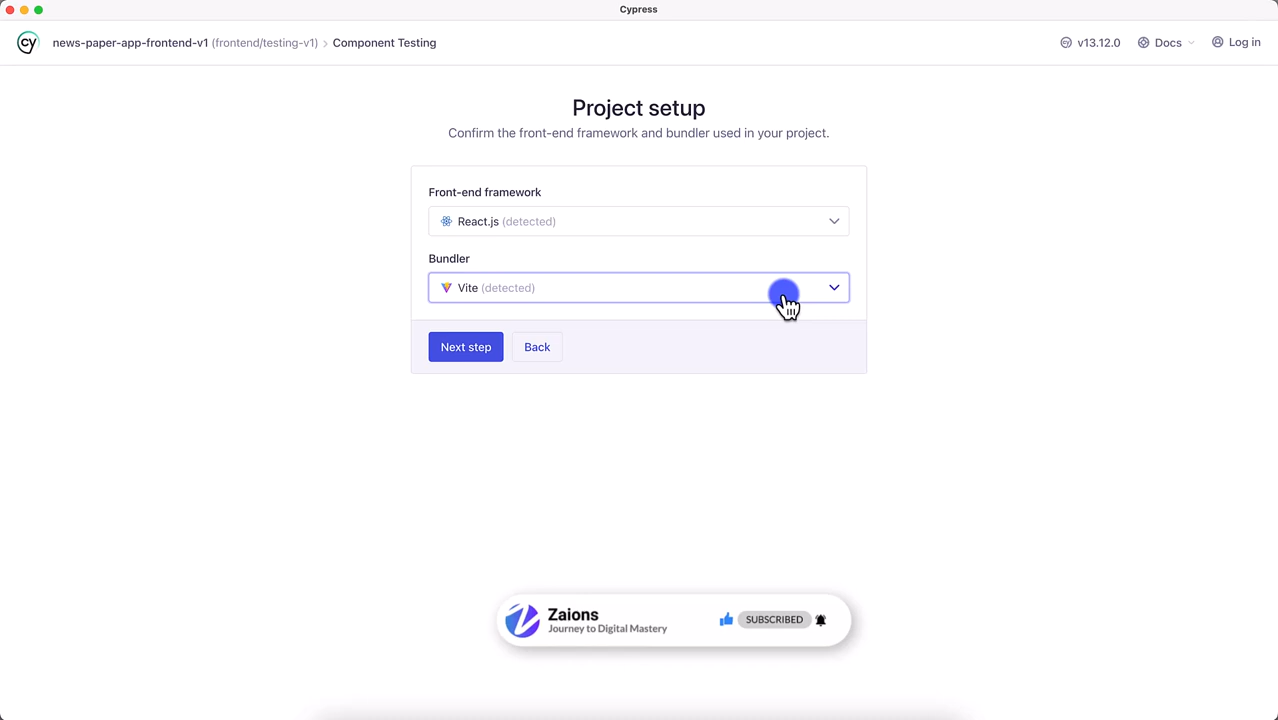 Cypress
cy news-paper-app-frontend-v1 (frontend/testing-v1) > Component Testing
v13.12.0 Docs Log in
Project setup
Confirm the front-end framework and bundler used in your project.
Front-end framework
React.js (detected)
Bundler
Vite (detected)
Next step Back
Zaions
Journey to Digital Mastery
SUBSCRIBED